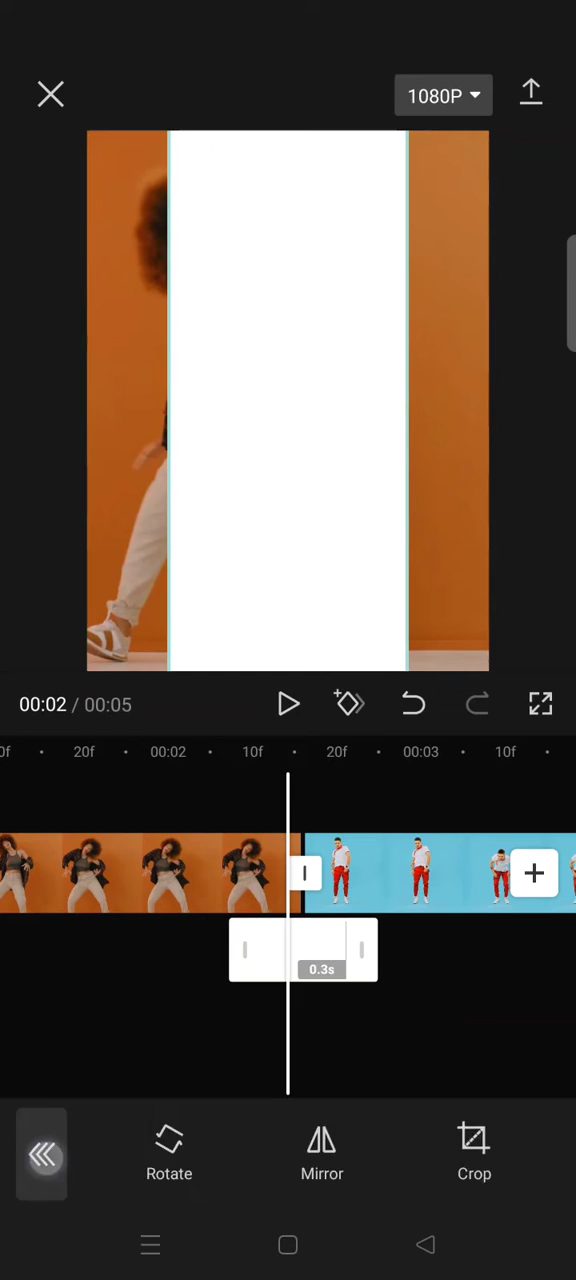 1080P
00:02 / 00:05
0f
20f
00:02
10f
20f
00:03
10f
0.3s
Rotate
Mirror
Crop